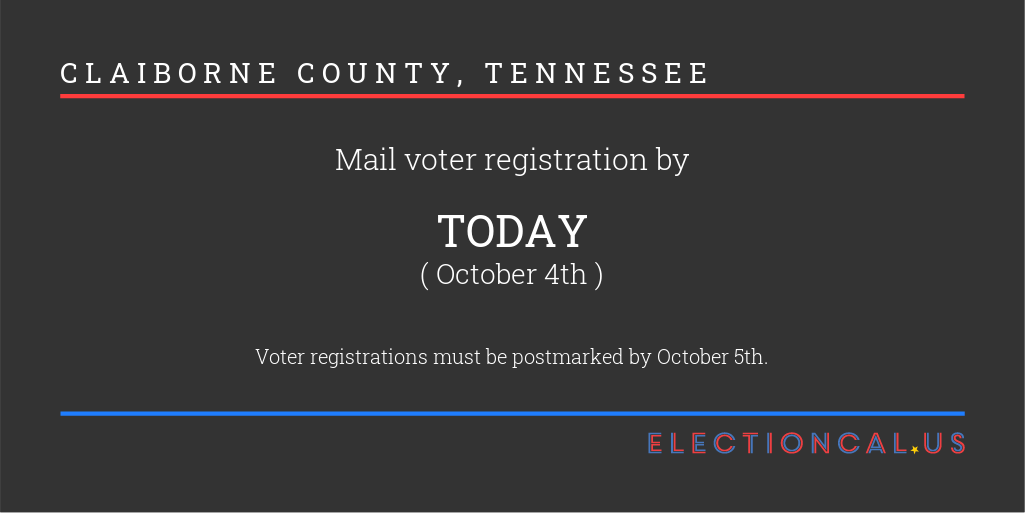 CLAIBORNE COUNTY, TENNESSEE
Mail voter registration by
TODAY
( October 4th )
Voter registrations must be postmarked by October 5th.
ELECTIONCAL.US